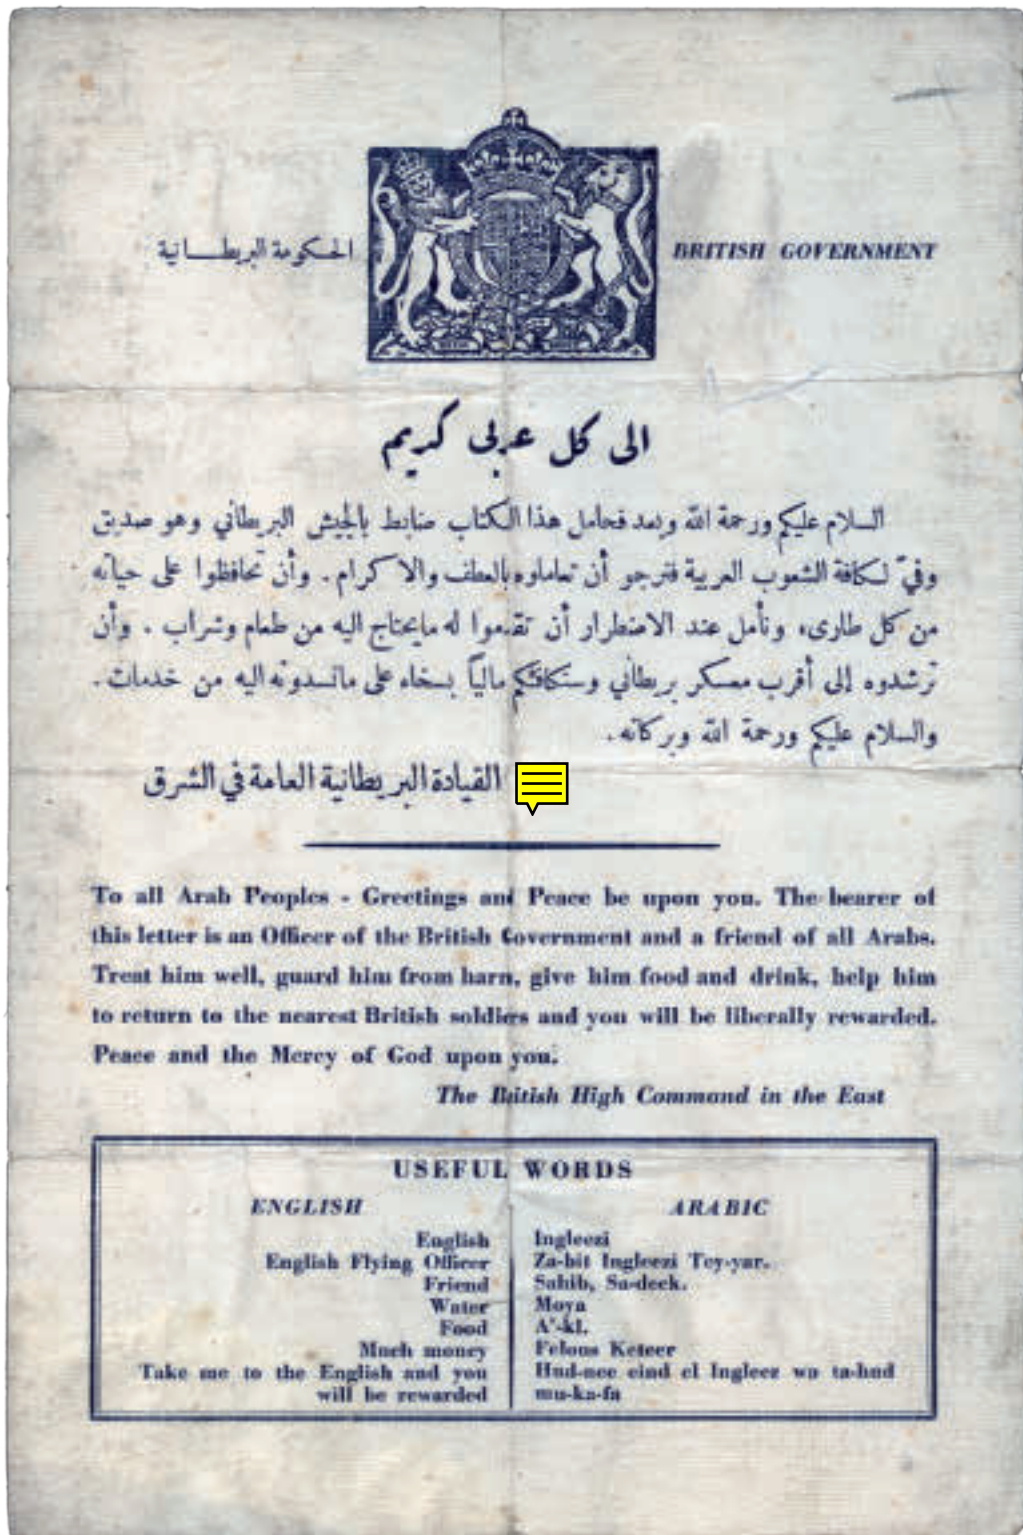 الحكومة البريطانية
BRITISH GOVERNMENT
الى كل عربي كريم
السلام عليكم ورحمة الله وبعد فحامل هذا الكتاب ضابط بالجيش البريطاني وهو صديق
وفيّ لكافة الشعوب العربية فنرجو أن تعاملوه بالعطف والاكرام . وأن تحافظوا على حياته
من كل طارىء ونأمل عند الاضطرار أن تقدموا له مايحتاج اليه من طعام وشراب . وأن
ترشدوه إلى أقرب معسكر بريطاني وسنكافئكم مالياً بسخاء على ماتسدونه اليه من خدمات .
والسلام عليكم ورحمة الله وبركاته .
القيادة البريطانية العامة في الشرق
To all Arab Peoples - Greetings and Peace be upon you. The bearer of
this letter is an Officer of the British Government and a friend of all Arabs.
Treat him well, guard him from harm, give him food and drink, help him
to return to the nearest British soldiers and you will be liberally rewarded.
Peace and the Mercy of God upon you.
The British High Command in the East
USEFUL WORDS
ENGLISH ARABIC
English Ingleezi
English Flying Officer Za-bit Ingleezi Tey-yar.
Friend Sahib, Sa-deek.
Water Moya
Food A'-kl.
Much money Felous Keteer
Take me to the English and you Hud-nee eind el Ingleez wa ta-hud
will be rewarded mu-ka-fa